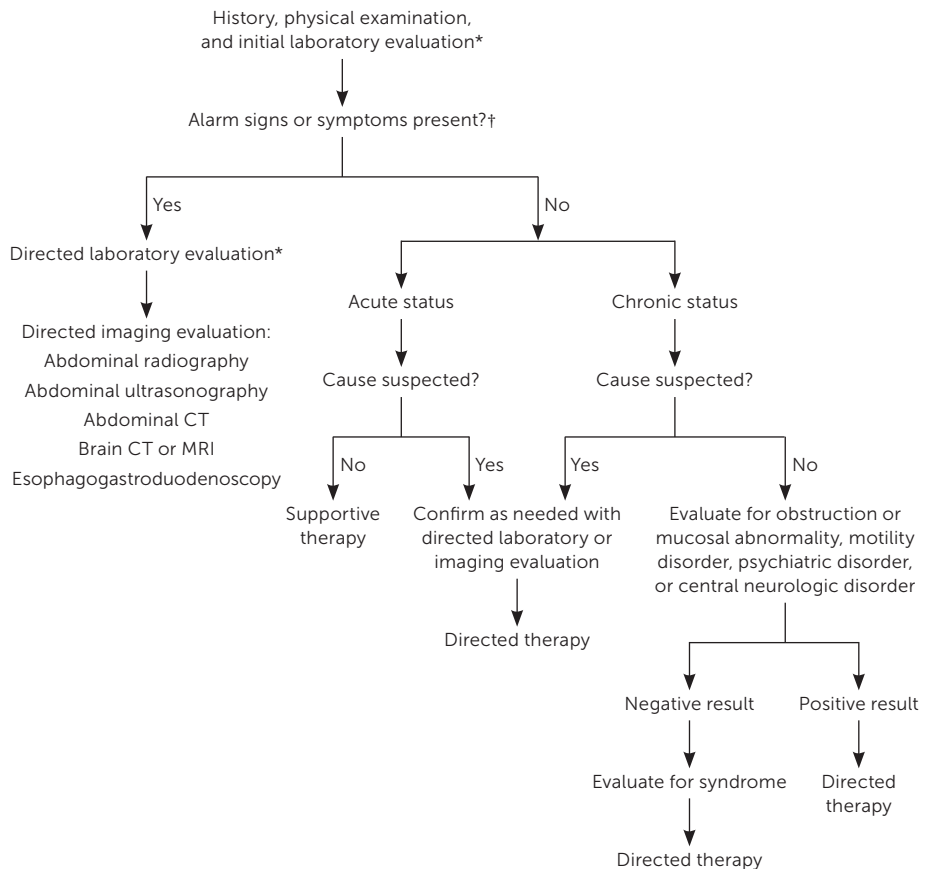 History, physical examination,
and initial laboratory evaluation*
Alarm signs or symptoms present?†
Yes
No
Directed laboratory evaluation*
Directed imaging evaluation:
Abdominal radiography
Abdominal ultrasonography
Abdominal CT
Brain CT or MRI
Esophagogastroduodenoscopy
Acute status
Cause suspected?
No
Yes
Supportive
therapy
Confirm as needed with
directed laboratory or
imaging evaluation
Directed therapy
Chronic status
Cause suspected?
Yes
No
Evaluate for obstruction or
mucosal abnormality, motility
disorder, psychiatric disorder,
or central neurologic disorder
Negative result
Evaluate for syndrome
Directed therapy
Positive result
Directed
therapy